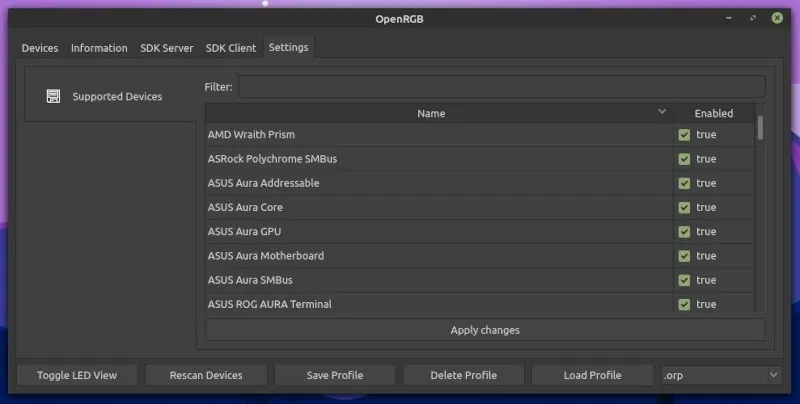 OpenRGB
Devices Information SDK Server SDK Client Settings
Supported Devices
Filter:
Name Enabled
AMD Wraith Prism true
ASRock Polychrome SMBus true
ASUS Aura Addressable true
ASUS Aura Core true
ASUS Aura GPU true
ASUS Aura Motherboard true
ASUS Aura SMBus true
ASUS ROG AURA Terminal true
Apply changes
Toggle LED View Rescan Devices Save Profile Delete Profile Load Profile .orp